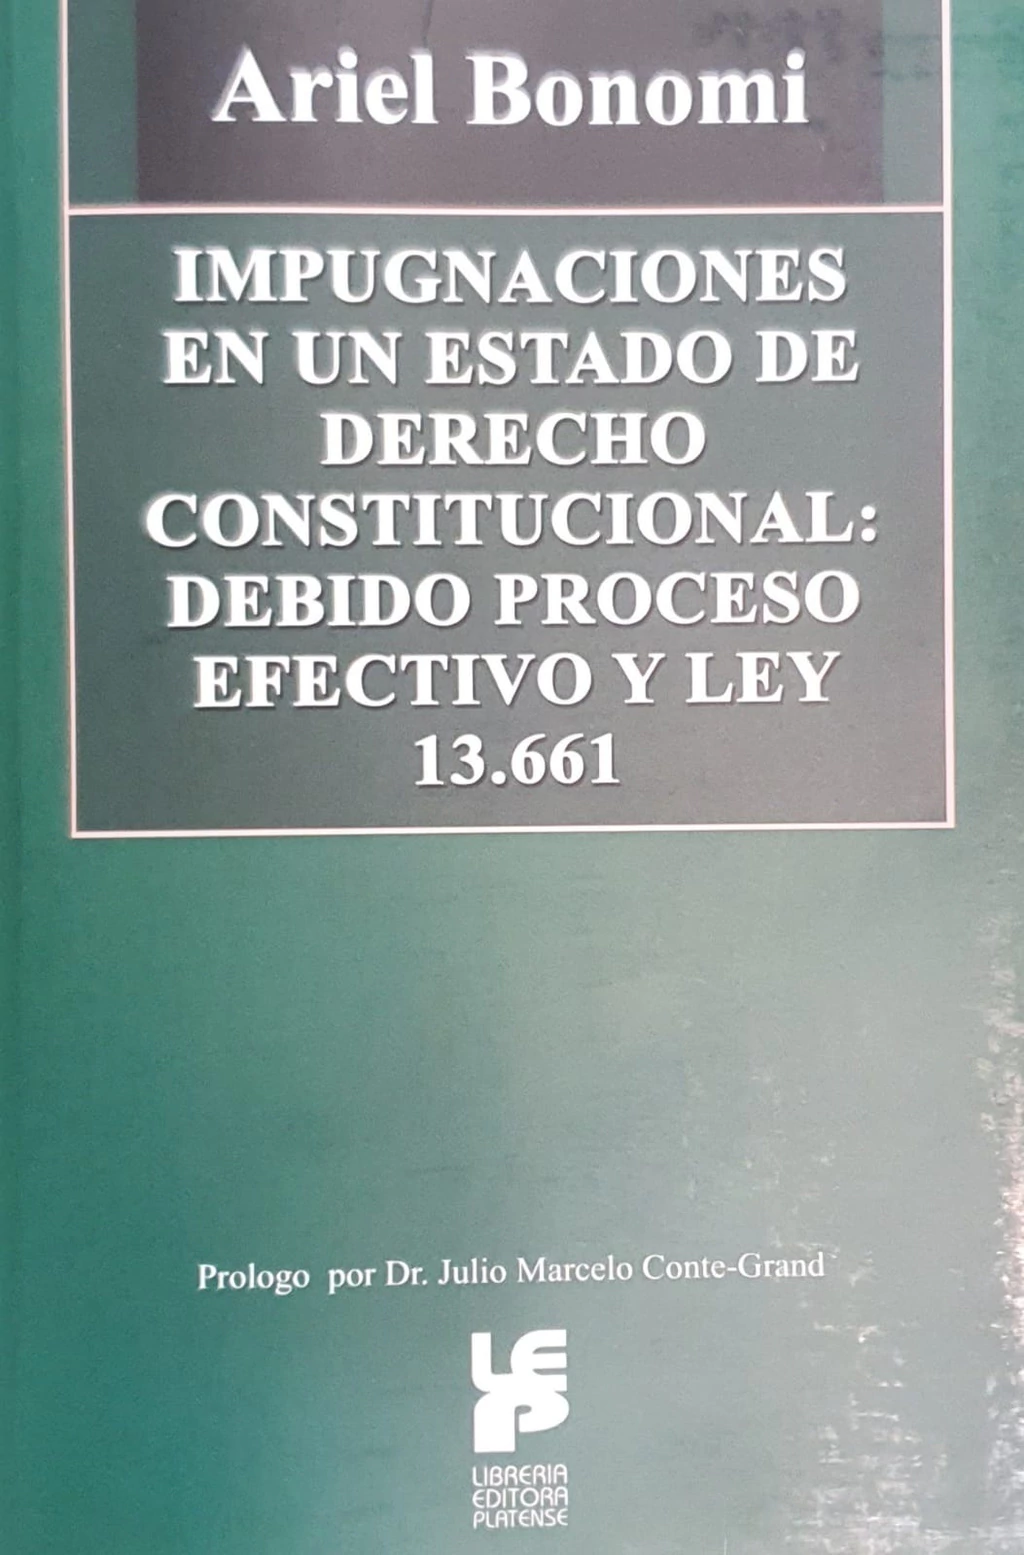 Ariel Bonomi
IMPUGNACIONES
EN UN ESTADO DE
DERECHO
CONSTITUCIONAL:
DEBIDO PROCESO
EFECTIVO Y LEY
13.661
Prologo por Dr. Julio Marcelo Conte-Grand
LEP
LIBRERIA
EDITORA
PLATENSE